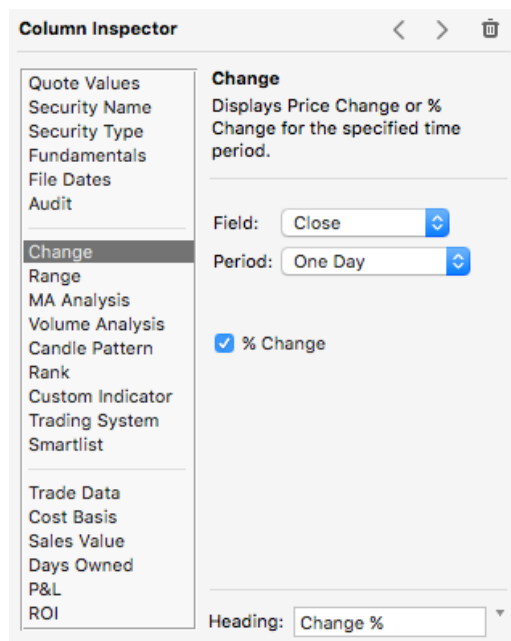 Column Inspector
Quote Values
Security Name
Security Type
Fundamentals
File Dates
Audit
Change
Range
MA Analysis
Volume Analysis
Candle Pattern
Rank
Custom Indicator
Trading System
Smartlist
Trade Data
Cost Basis
Sales Value
Days Owned
P&L
ROI
Change
Displays Price Change or %
Change for the specified time
period.
Field: Close
Period: One Day
% Change
Heading: Change %